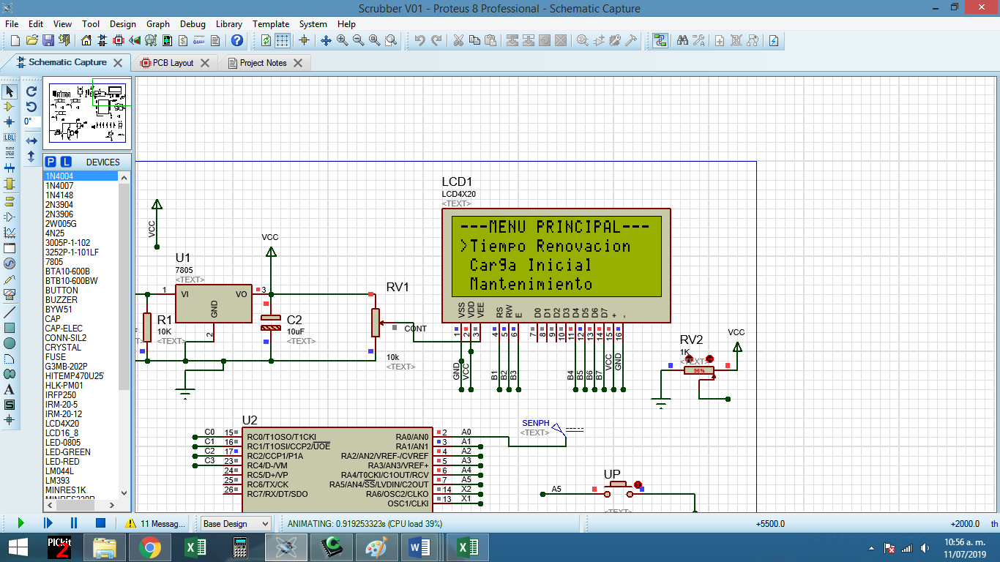 Scrubber V01 - Proteus 8 Professional - Schematic Capture
File Edit View Tool Design Graph Debug Library Template System Help
Schematic Capture
PCB Layout
Project Notes
0°
LBL
P L DEVICES
1N4004
1N4007
1N4148
2N3904
2N3906
2W005G
4N25
3005P-1-102
3252P-1-101LF
7805
BTA10-600B
BTB10-600BW
BUTTON
BUZZER
BYW51
CAP
CAP-ELEC
CONN-SIL2
CRYSTAL
FUSE
G3MB-202P
HITEMP470U25
HLK-PM01
IRFP250
IRM-20-5
IRM-20-12
LCD4X20
LCD16_8
LED-0805
LED-GREEN
LED-RED
LM044L
LM393
MINRES1K
VCC
U1
7805
<TEXT>
1 VI VO 3
GND
2
VCC
R1
10K
<TEXT>
C2
10uF
<TEXT>
RV1
CONT
10k
<TEXT>
LCD1
LCD4X20
<TEXT>
---MENU PRINCIPAL---
>Tiempo Renovacion
Carga Inicial
Mantenimiento
VSS VDD VEE RS RW E D0 D1 D2 D3 D4 D5 D6 D7 + -
1 2 3 4 5 6 7 8 9 10 11 12 13 14 15 16
GND VCC B1 B2 B3 B4 B5 B6 B7 VCC GND
RV2
1K
<TEXT>
96%
VCC
U2
C0 15 RC0/T1OSO/T1CKI RA0/AN0 2 A0
C1 16 RC1/T1OSI/CCP2/UOE RA1/AN1 3 A1
C2 17 RC2/CCP1/P1A RA2/AN2/VREF-/CVREF 4 A2
C3 23 RC4/D-/VM RA3/AN3/VREF+ 5 A3
24 RC5/D+/VP RA4/T0CKI/C1OUT/RCV 6 A4
25 RC6/TX/CK RA5/AN4/SS/LVDIN/C2OUT 7 A5
26 RC7/RX/DT/SDO RA6/OSC2/CLKO 14 X2
OSC1/CLKI 13 X1
SENPH
<TEXT>
UP
A5
<TEXT>
11 Messag...
Base Design
ANIMATING: 0.919253323s (CPU load 39%)
+5500.0
+2000.0
th
PICkit
2
10:56 a. m.
11/07/2019